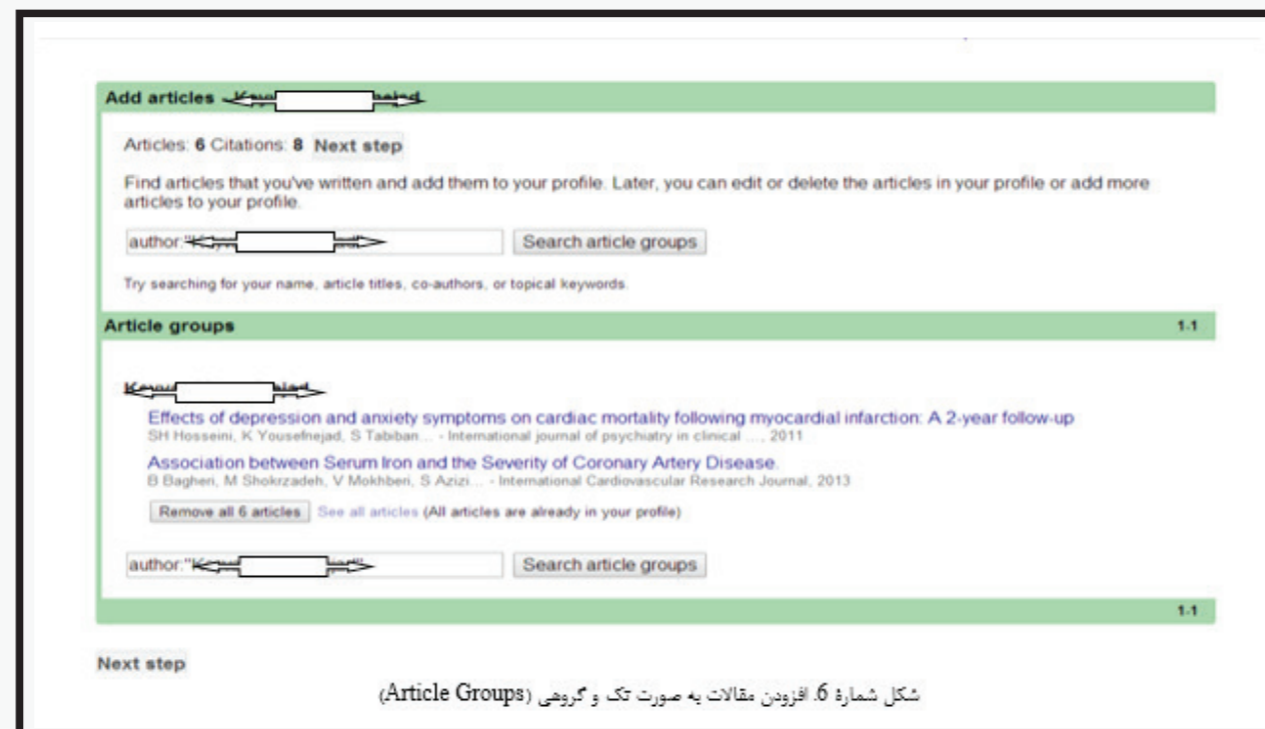 Add articles -
Articles: 6 Citations: 8 Next step
Find articles that you've written and add them to your profile. Later, you can edit or delete the articles in your profile or add more
articles to your profile.
author:" Search article groups
Try searching for your name, article titles, co-authors, or topical keywords.
Article groups 1-1
Effects of depression and anxiety symptoms on cardiac mortality following myocardial infarction: A 2-year follow-up
SH Hosseini, K Yousefnejad, S Tabiban... - International journal of psychiatry in clinical ..., 2011
Association between Serum Iron and the Severity of Coronary Artery Disease.
B Bagheri, M Shokrzadeh, V Mokhberi, S Azizi... - International Cardiovascular Research Journal, 2013
Remove all 6 articles See all articles (All articles are already in your profile)
author:" Search article groups
1-1
Next step
شکل شمارۀ 6. افزودن مقالات به صورت تک و گروهی (Article Groups)